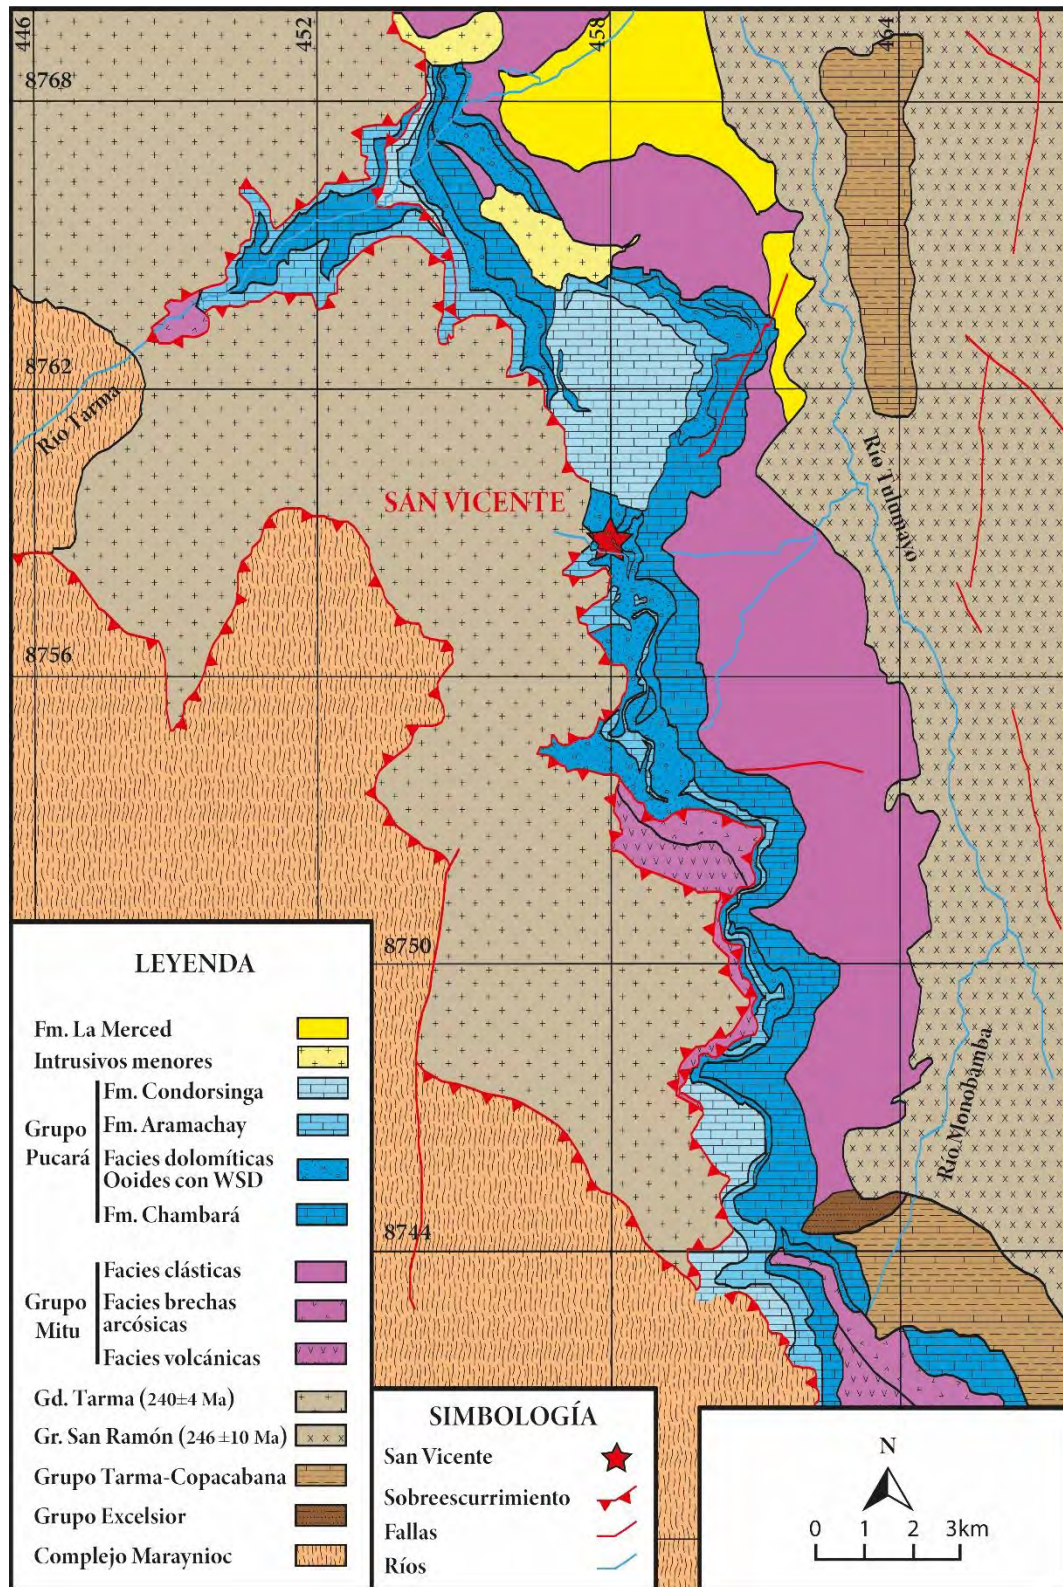 446
452
458
464
8768
8762
Río Tarma
SAN VICENTE
Río Tulumayo
8756
8750
Río Monobamba
8744
LEYENDA
Fm. La Merced
Intrusivos menores
Grupo
Pucará
Fm. Condorsinga
Fm. Aramachay
Facies dolomíticas
Ooides con WSD
Fm. Chambará
Grupo
Mitu
Facies clásticas
Facies brechas
arcósicas
Facies volcánicas
Gd. Tarma (240±4 Ma)
Gr. San Ramón (246 ±10 Ma)
Grupo Tarma-Copacabana
Grupo Excelsior
Complejo Maraynioc
SIMBOLOGÍA
San Vicente
Sobreescurrimiento
Fallas
Ríos
N
0 1 2 3km